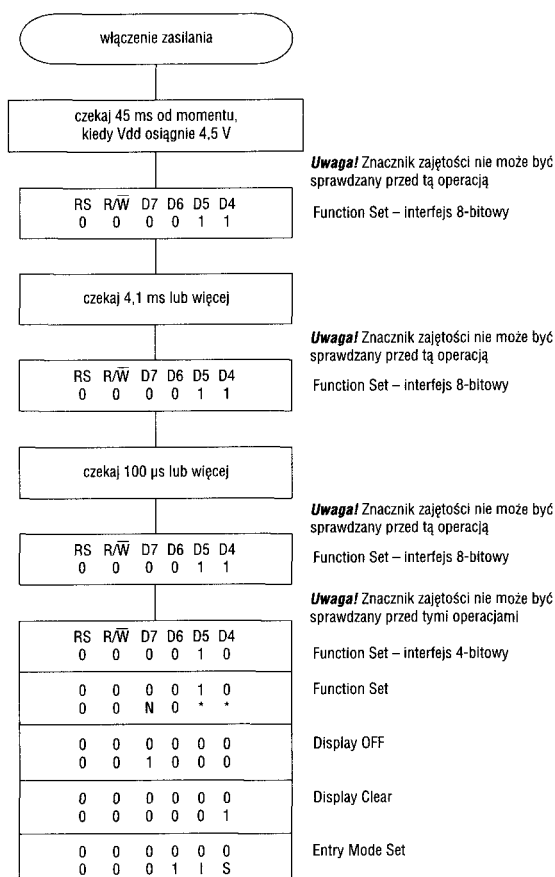 włączenie zasilania
czekaj 45 ms od momentu,
kiedy Vdd osiągnie 4,5 V
Uwaga! Znacznik zajętości nie może być
sprawdzany przed tą operacją
RS R/W̅ D7 D6 D5 D4
0 0 0 0 1 1
Function Set – interfejs 8-bitowy
czekaj 4,1 ms lub więcej
Uwaga! Znacznik zajętości nie może być
sprawdzany przed tą operacją
RS R/W̅ D7 D6 D5 D4
0 0 0 0 1 1
Function Set – interfejs 8-bitowy
czekaj 100 µs lub więcej
Uwaga! Znacznik zajętości nie może być
sprawdzany przed tą operacją
RS R/W̅ D7 D6 D5 D4
0 0 0 0 1 1
Function Set – interfejs 8-bitowy
Uwaga! Znacznik zajętości nie może być
sprawdzany przed tymi operacjami
RS R/W̅ D7 D6 D5 D4
0 0 0 0 1 0
Function Set – interfejs 4-bitowy
0 0 0 0 1 0
0 0 N 0 * *
Function Set
0 0 0 0 0 0
0 0 1 0 0 0
Display OFF
0 0 0 0 0 0
0 0 0 0 0 1
Display Clear
0 0 0 0 0 0
0 0 0 1 I S
Entry Mode Set